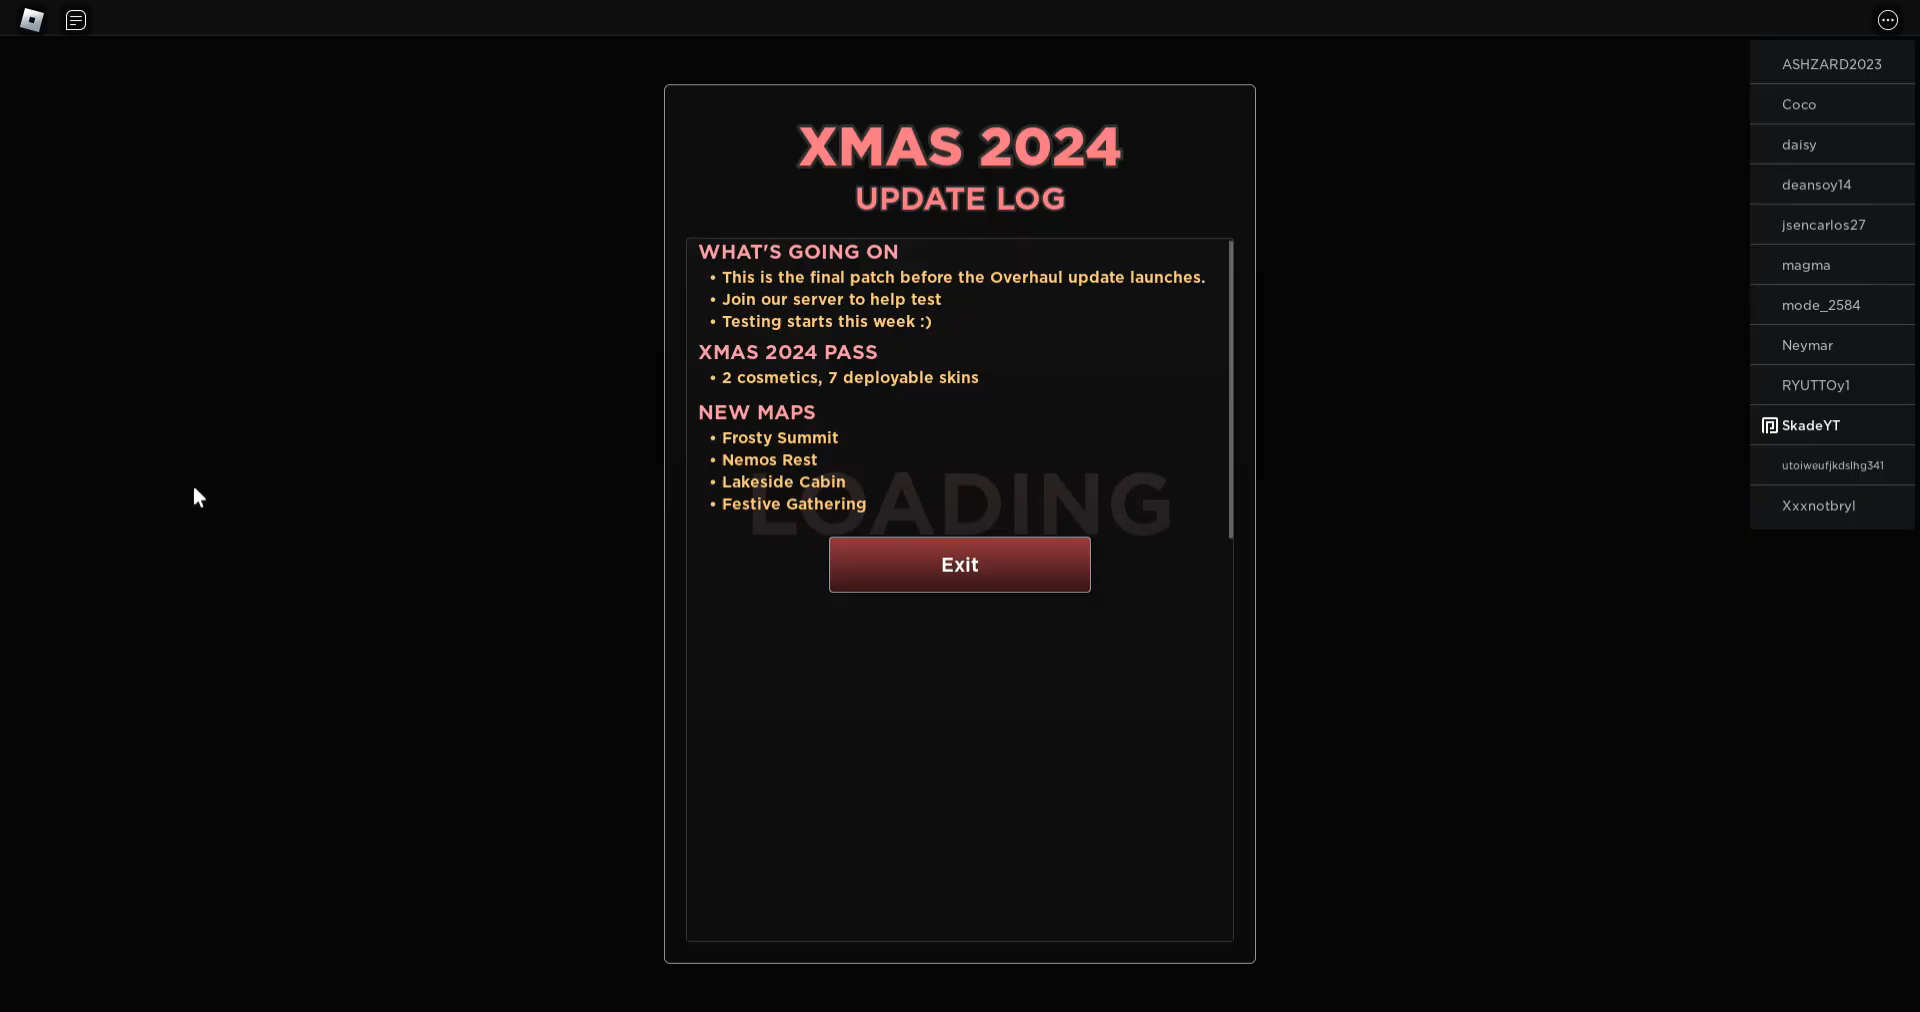 XMAS 2024
UPDATE LOG
WHAT'S GOING ON
• This is the final patch before the Overhaul update launches.
• Join our server to help test
• Testing starts this week :)
XMAS 2024 PASS
• 2 cosmetics, 7 deployable skins
NEW MAPS
• Frosty Summit
• Nemos Rest
• Lakeside Cabin
• Festive Gathering
LOADING
Exit
ASHZARD2023
Coco
daisy
deansoy14
jsencarlos27
magma
mode_2584
Neymar
RYUTTOy1
SkadeYT
utoiweufjkdslhg341
Xxxnotbryl